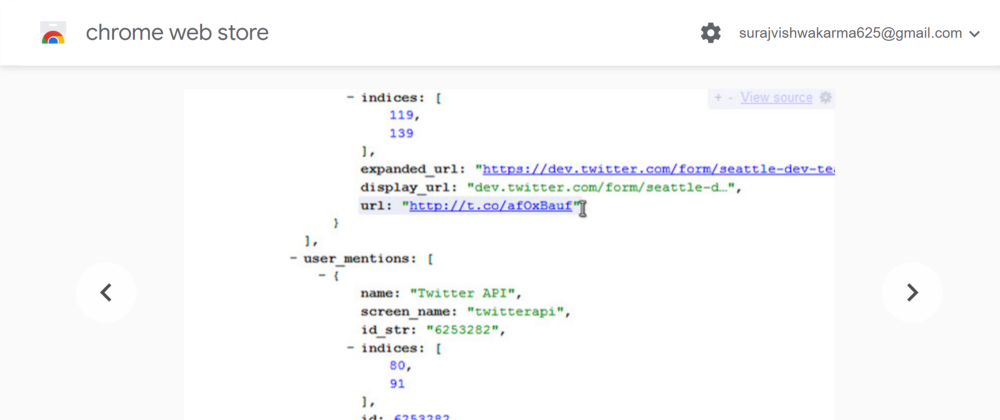 chrome web store
surajvishwakarma625@gmail.com
+ - View source
- indices: [
119,
139
],
expanded_url: "https://dev.twitter.com/form/seattle-dev-te
display_url: "dev.twitter.com/form/seattle-d…",
url: "http://t.co/afOxBauf"
}
],
- user_mentions: [
- {
name: "Twitter API",
screen_name: "twitterapi",
id_str: "6253282",
- indices: [
80,
91
],
id: 6253282